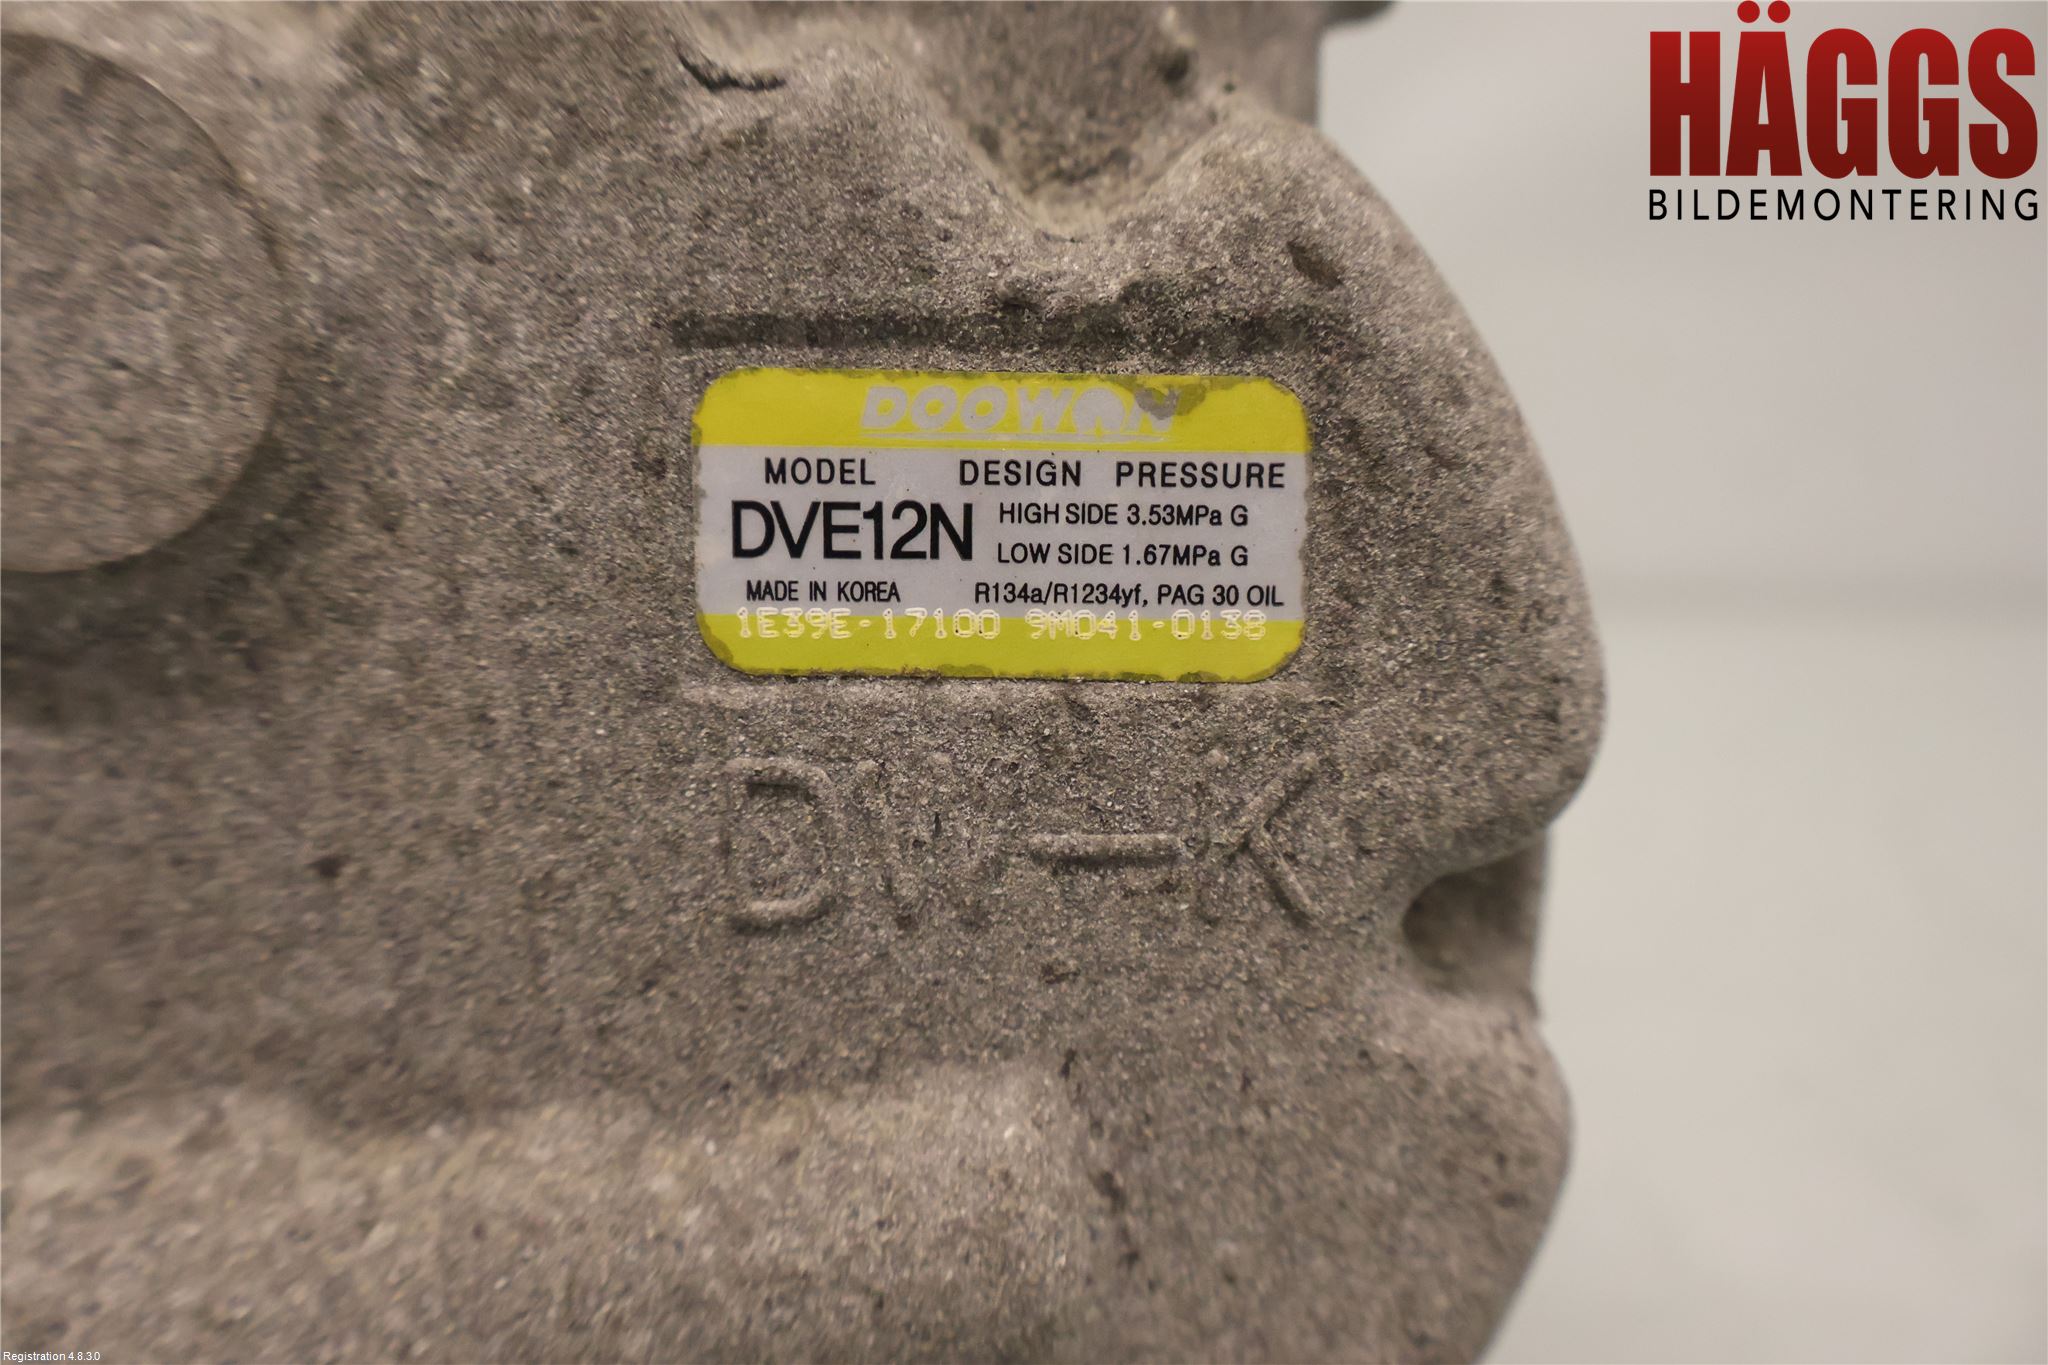 HÄGGS
BILDEMONTERING
DOOWON
MODEL DESIGN PRESSURE
DVE12N HIGH SIDE 3.53MPa G
LOW SIDE 1.67MPa G
MADE IN KOREA R134a/R1234yf, PAG 30 OIL
1E39E-17100 9M041-0138
DW-K
Registration 4.8.3.0